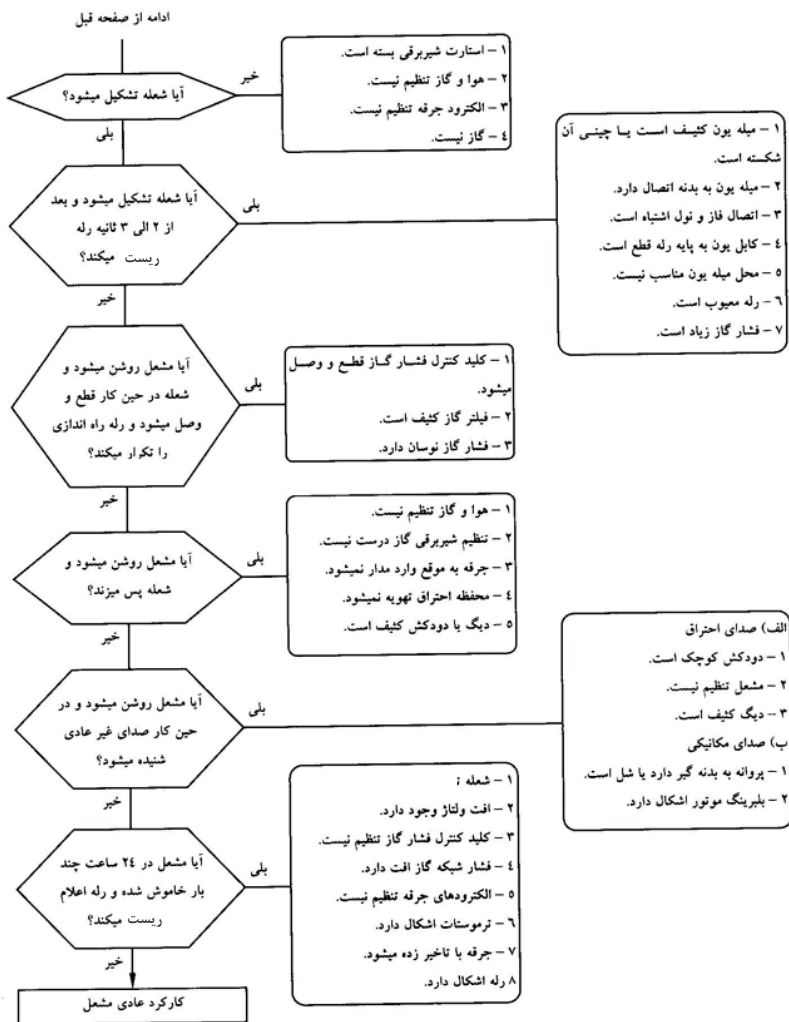 ادامه از صفحه قبل
آیا شعله تشکیل میشود؟
خیر
۱ – استارت شیربرقی بسته است.
۲ – هوا و گاز تنظیم نیست.
۳ – الکترود جرقه تنظیم نیست.
٤ – گاز نیست.
بلی
آیا شعله تشکیل میشود و بعد
از ۲ الی ۳ ثانیه رله
ریست میکند؟
بلی
۱ – میله یون کثیف است یا چینی آن
شکسته است.
۲ – میله یون به بدنه اتصال دارد.
۳ – اتصال فاز و نول اشتباه است.
٤ – کابل یون به پایه رله قطع است.
۵ – محل میله یون مناسب نیست.
٦ – رله معیوب است.
۷ – فشار گاز زیاد است.
خیر
آیا مشعل روشن میشود و
شعله در حین کار قطع و
وصل میشود و رله راه اندازی
را تکرار میکند؟
بلی
۱ – کلید کنترل فشار گاز قطع و وصل
میشود.
۲ – فیلتر گاز کثیف است.
۳ – فشار گاز نوسان دارد.
خیر
آیا مشعل روشن میشود و
شعله پس میزند؟
بلی
۱ – هوا و گاز تنظیم نیست.
۲ – تنظیم شیربرقی گاز درست نیست.
۳ – جرقه به موقع وارد مدار نمیشود.
٤ – محفظه احتراق تهویه نمیشود.
۵ – دیگ یا دودکش کثیف است.
خیر
آیا مشعل روشن میشود و در
حین کار صدای غیر عادی
شنیده میشود؟
بلی
الف) صدای احتراق
۱ – دودکش کوچک است.
۲ – مشعل تنظیم نیست.
۳ – دیگ کثیف است.
ب) صدای مکانیکی
۱ – پروانه به بدنه گیر دارد یا شل است.
۲ – بلبرینگ موتور اشکال دارد.
خیر
آیا مشعل در ۲٤ ساعت چند
بار خاموش شده و رله اعلام
ریست میکند؟
بلی
۱ – شعله ;
۲ – افت ولتاژ وجود دارد.
۳ – کلید کنترل فشار گاز تنظیم نیست.
٤ – فشار شبکه گاز افت دارد.
۵ – الکترودهای جرقه تنظیم نیست.
٦ – ترموستات اشکال دارد.
۷ – جرقه با تاخیر زده میشود.
۸ رله اشکال دارد.
خیر
کارکرد عادی مشعل